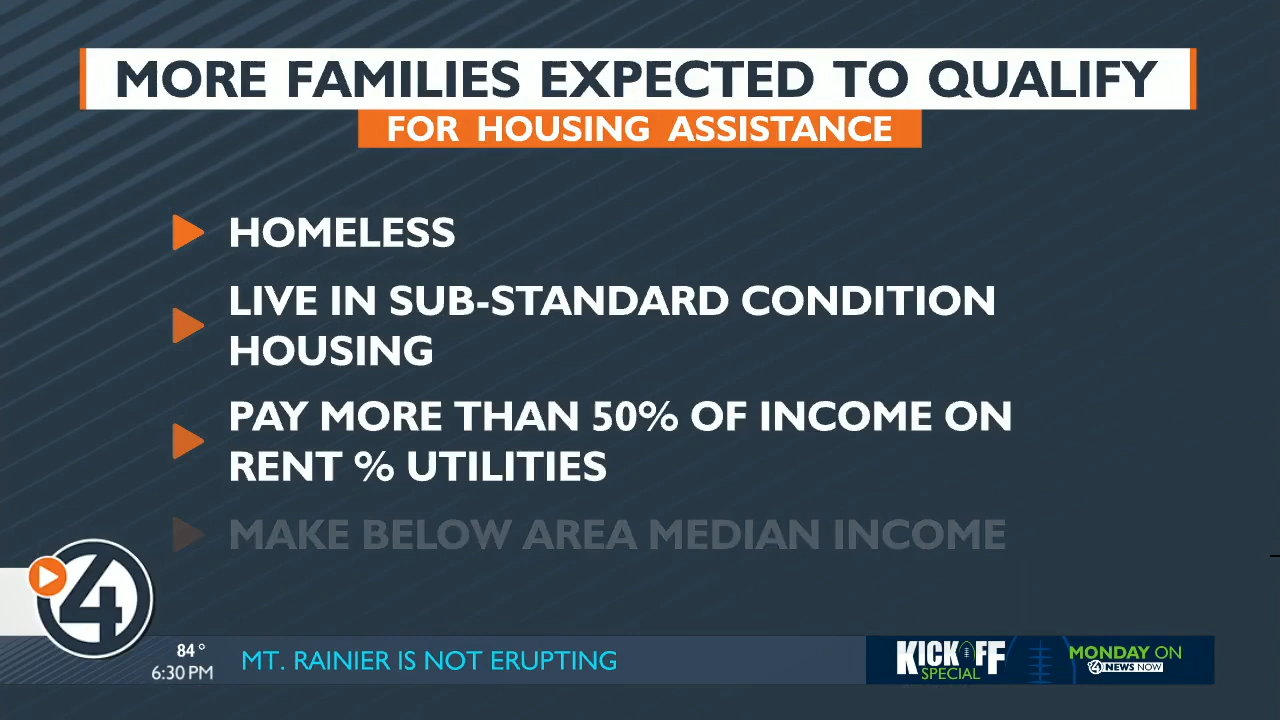 MORE FAMILIES EXPECTED TO QUALIFY
FOR HOUSING ASSISTANCE
HOMELESS
LIVE IN SUB-STANDARD CONDITION
HOUSING
PAY MORE THAN 50% OF INCOME ON
RENT % UTILITIES
MAKE BELOW AREA MEDIAN INCOME
4
84°
6:30 PM
MT. RAINIER IS NOT ERUPTING
KICKOFF
SPECIAL
MONDAY ON
4 NEWS NOW